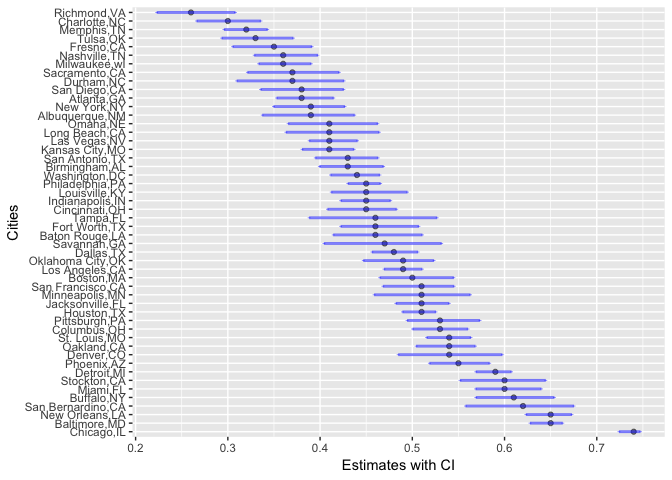 Richmond,VA
Charlotte,NC
Memphis,TN
Tulsa,OK
Fresno,CA
Nashville,TN
Milwaukee,wI
Sacramento,CA
Durham,NC
San Diego,CA
Atlanta,GA
New York,NY
Albuquerque,NM
Omaha,NE
Long Beach,CA
Las Vegas,NV
Kansas City,MO
San Antonio,TX
Birmingham,AL
Washington,DC
Philadelphia,PA
Louisville,KY
Indianapolis,IN
Cincinnati,OH
Tampa,FL
Fort Worth,TX
Baton Rouge,LA
Savannah,GA
Dallas,TX
Oklahoma City,OK
Los Angeles,CA
Boston,MA
San Francisco,CA
Minneapolis,MN
Jacksonville,FL
Houston,TX
Pittsburgh,PA
Columbus,OH
St. Louis,MO
Oakland,CA
Denver,CO
Phoenix,AZ
Detroit,MI
Stockton,CA
Miami,FL
Buffalo,NY
San Bernardino,CA
New Orleans,LA
Baltimore,MD
Chicago,IL
Cities
0.2 0.3 0.4 0.5 0.6 0.7
Estimates with CI